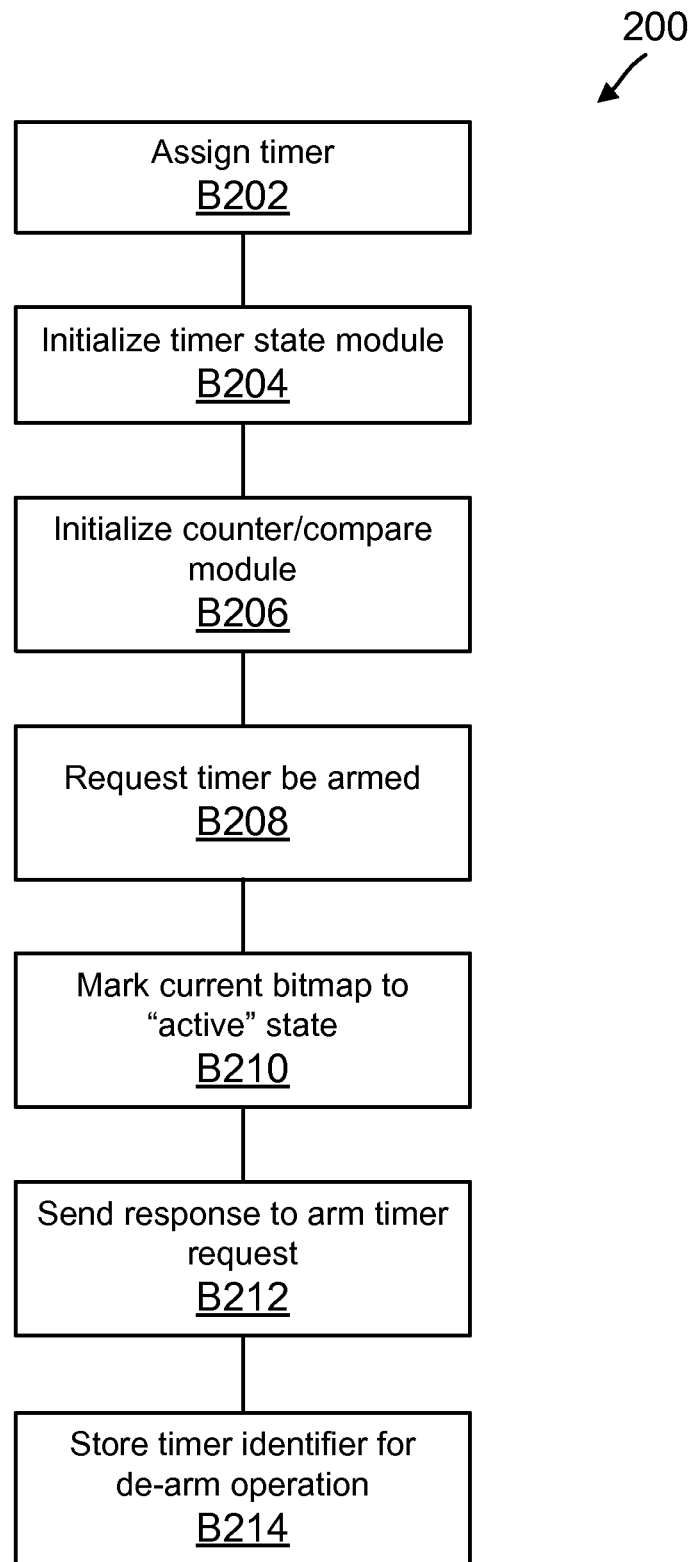 200
Assign timer
B202
Initialize timer state module
B204
Initialize counter/compare
module
B206
Request timer be armed
B208
Mark current bitmap to
“active” state
B210
Send response to arm timer
request
B212
Store timer identifier for
de-arm operation
B214